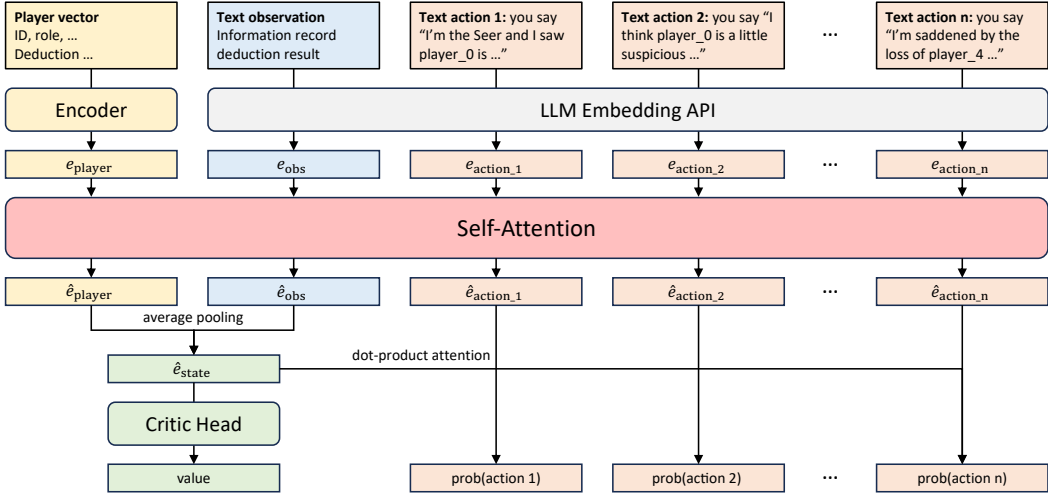 Player vector
ID, role, …
Deduction …
Text observation
Information record
deduction result
Text action 1: you say
“I’m the Seer and I saw
player_0 is …”
Text action 2: you say “I
think player_0 is a little
suspicious …”
…
Text action n: you say
“I’m saddened by the
loss of player_4 …”
Encoder
LLM Embedding API
e_player
e_obs
e_action_1
e_action_2
…
e_action_n
Self-Attention
ê_player
ê_obs
ê_action_1
ê_action_2
…
ê_action_n
average pooling
dot-product attention
ê_state
Critic Head
value
prob(action 1)
prob(action 2)
…
prob(action n)